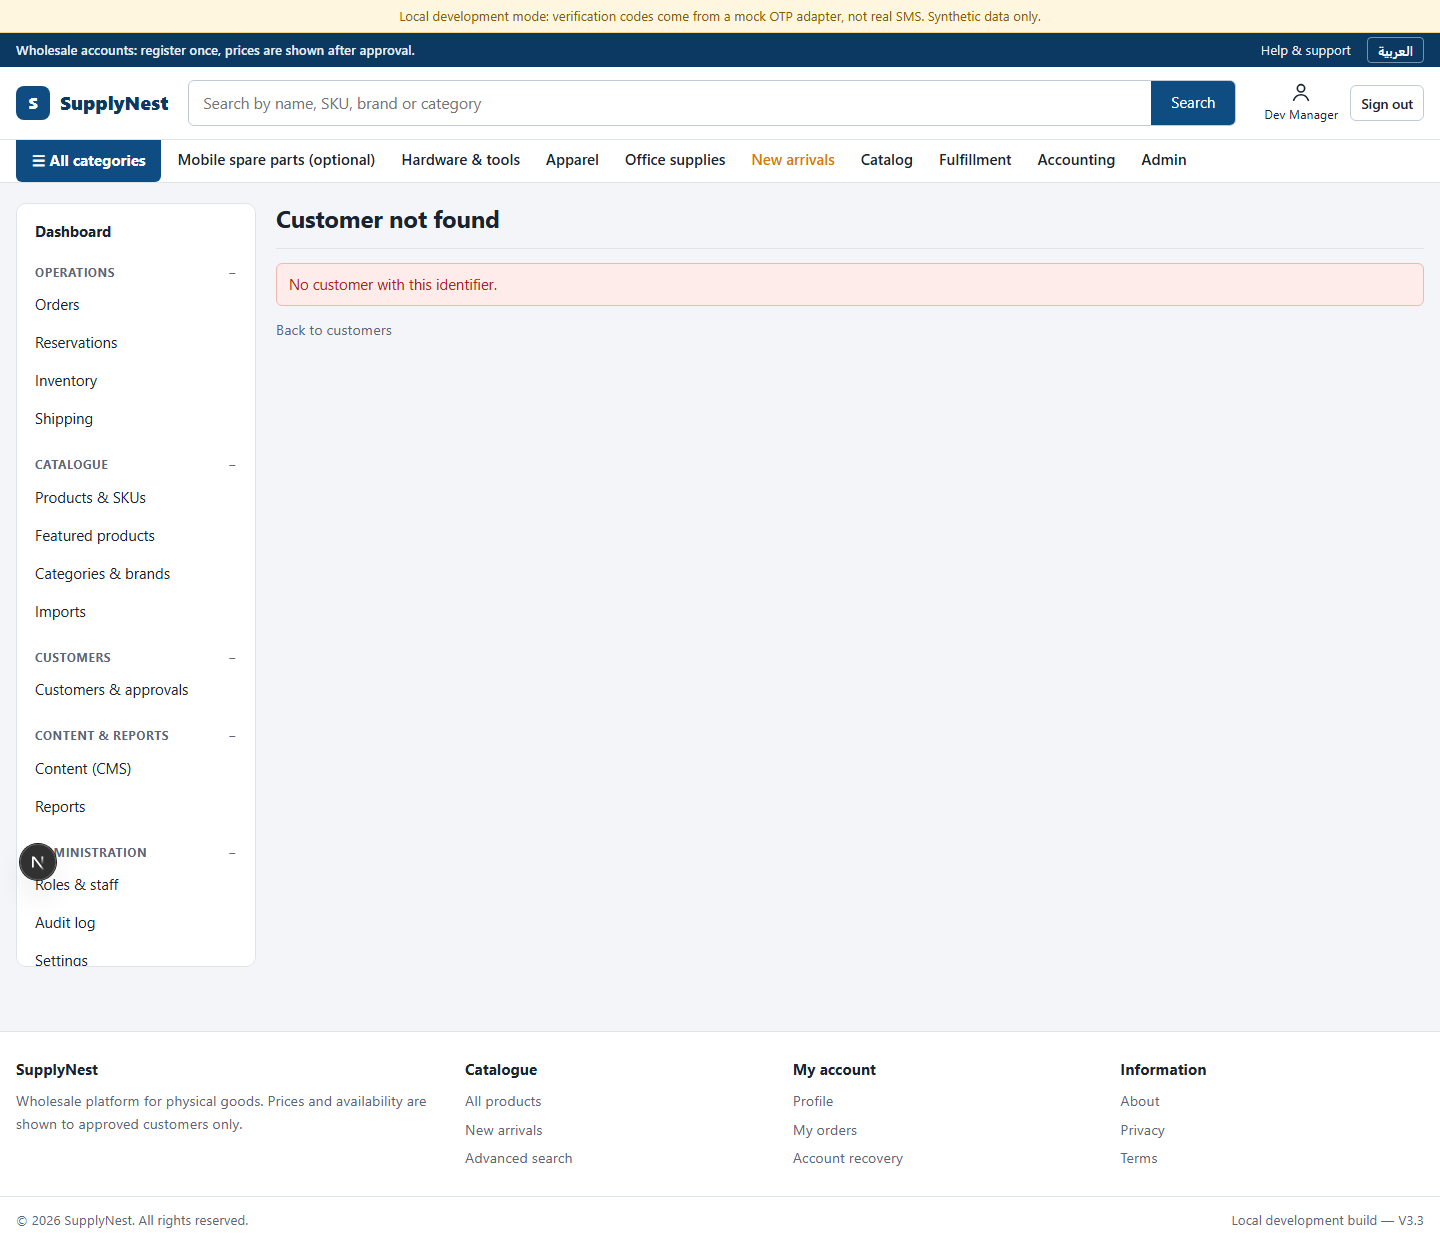 Local development mode: verification codes come from a mock OTP adapter, not real SMS. Synthetic data only.
Wholesale accounts: register once, prices are shown after approval.
Help & support
العربية
S
SupplyNest
Search by name, SKU, brand or category
Search
Dev Manager
Sign out
☰ All categories
Mobile spare parts (optional)
Hardware & tools
Apparel
Office supplies
New arrivals
Catalog
Fulfillment
Accounting
Admin
Dashboard
OPERATIONS –
Orders
Reservations
Inventory
Shipping
CATALOGUE –
Products & SKUs
Featured products
Categories & brands
Imports
CUSTOMERS –
Customers & approvals
CONTENT & REPORTS –
Content (CMS)
Reports
N
MINISTRATION –
Roles & staff
Audit log
Settings
Customer not found
No customer with this identifier.
Back to customers
SupplyNest
Wholesale platform for physical goods. Prices and availability are
shown to approved customers only.
Catalogue
All products
New arrivals
Advanced search
My account
Profile
My orders
Account recovery
Information
About
Privacy
Terms
© 2026 SupplyNest. All rights reserved.
Local development build — V3.3